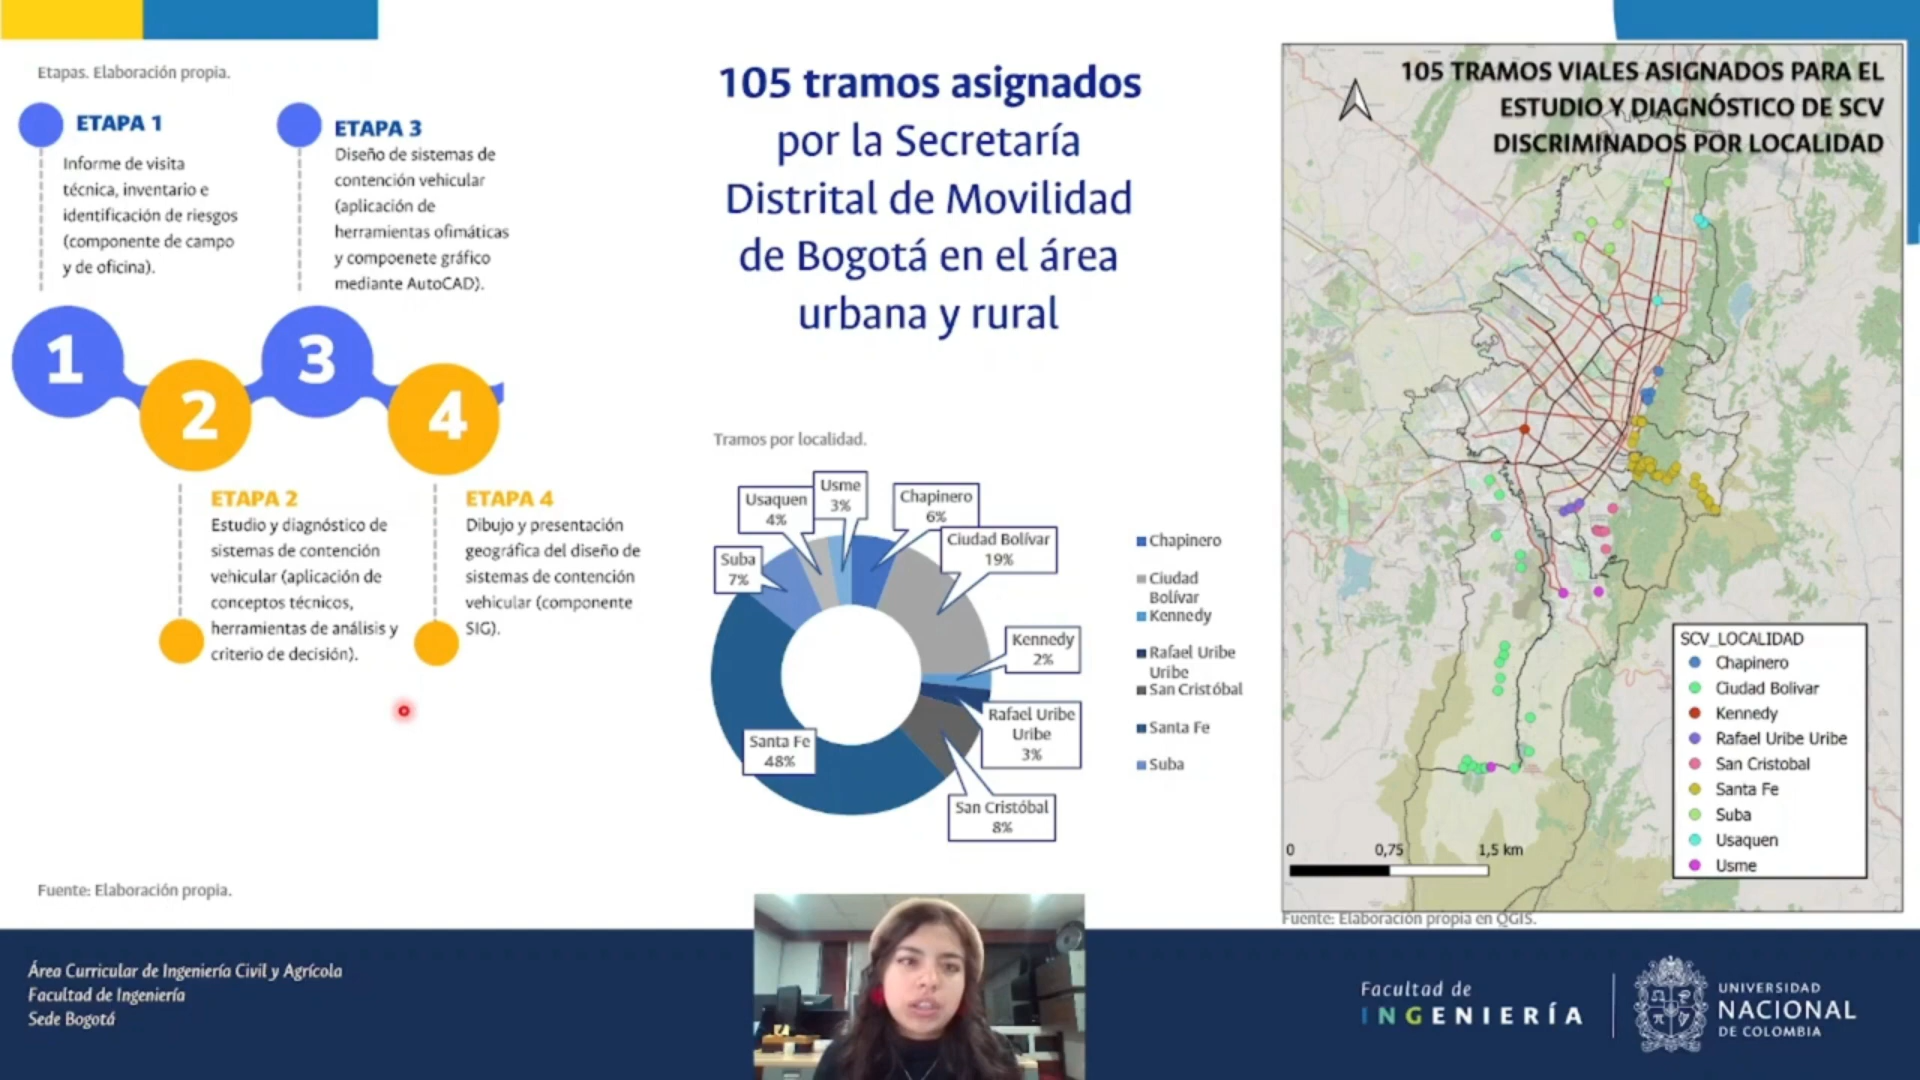 Etapas. Elaboración propia.
ETAPA 1
Informe de visita
técnica, inventario e
identificación de riesgos
(componente de campo
y de oficina).
ETAPA 3
Diseño de sistemas de
contención vehicular
(aplicación de
herramientas ofimáticas
y compoenete gráfico
mediante AutoCAD).
1
2
3
4
ETAPA 2
Estudio y diagnóstico de
sistemas de contención
vehicular (aplicación de
conceptos técnicos,
herramientas de análisis y
criterio de decisión).
ETAPA 4
Dibujo y presentación
geográfica del diseño de
sistemas de contención
vehicular (componente
SIG).
Fuente: Elaboración propia.
105 tramos asignados
por la Secretaría
Distrital de Movilidad
de Bogotá en el área
urbana y rural
Tramos por localidad.
Usaquen
4%
Usme
3%
Chapinero
6%
Ciudad Bolívar
19%
Suba
7%
Kennedy
2%
Rafael Uribe
Uribe
3%
Santa Fe
48%
San Cristóbal
8%
Chapinero
Ciudad
Bolívar
Kennedy
Rafael Uribe
Uribe
San Cristóbal
Santa Fe
Suba
105 TRAMOS VIALES ASIGNADOS PARA EL
ESTUDIO Y DIAGNÓSTICO DE SCV
DISCRIMINADOS POR LOCALIDAD
SCV_LOCALIDAD
Chapinero
Ciudad Bolivar
Kennedy
Rafael Uribe Uribe
San Cristobal
Santa Fe
Suba
Usaquen
Usme
0 0,75 1,5 km
Fuente: Elaboración propia en QGIS.
Área Curricular de Ingeniería Civil y Agrícola
Facultad de Ingeniería
Sede Bogotá
Facultad de
INGENIERÍA
UNIVERSIDAD
NACIONAL
DE COLOMBIA